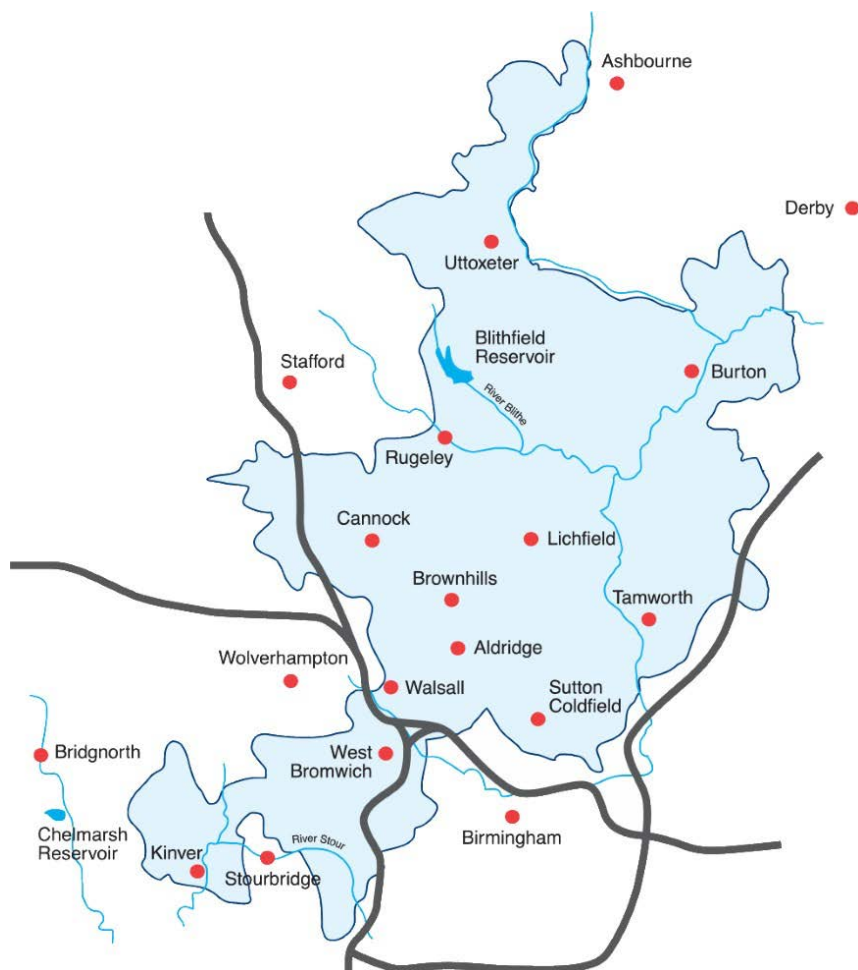 Ashbourne
Derby
Uttoxeter
Blithfield
Reservoir
Stafford
Burton
River Blithe
Rugeley
Cannock
Lichfield
Brownhills
Tamworth
Aldridge
Wolverhampton
Walsall
Sutton
Coldfield
Bridgnorth
West
Bromwich
Chelmarsh
Reservoir
Birmingham
River Stour
Kinver
Stourbridge